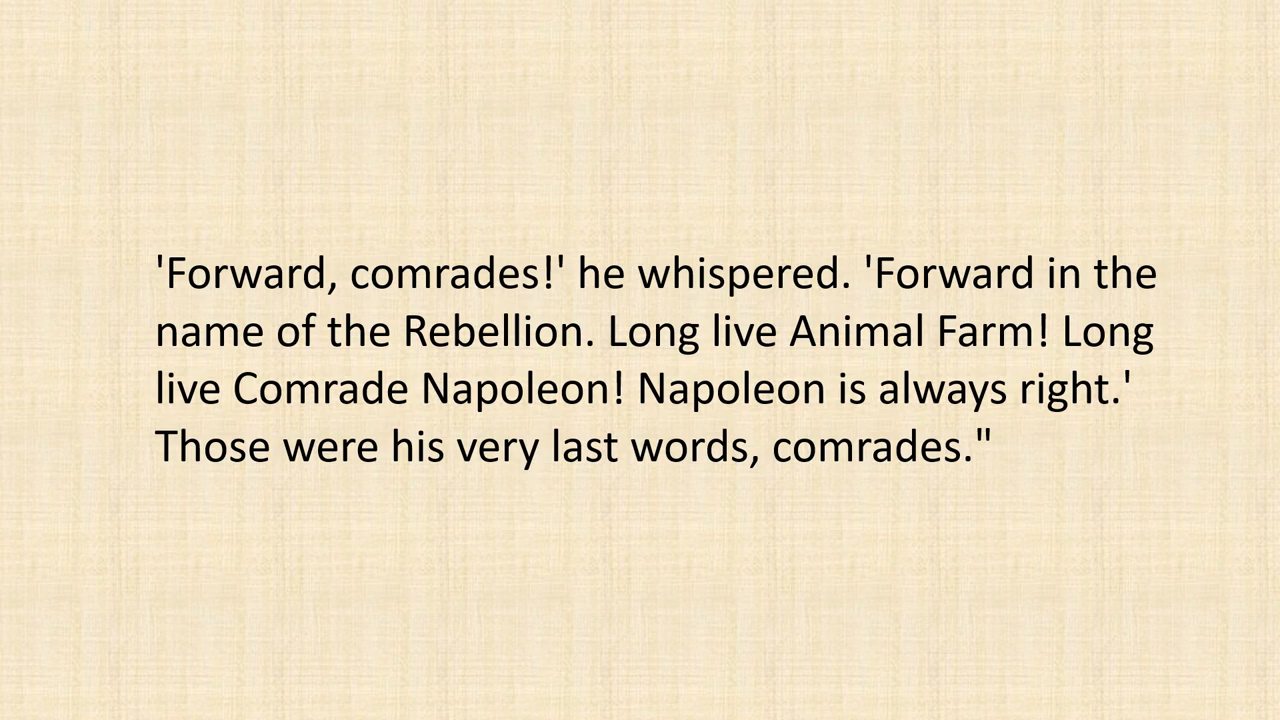 'Forward, comrades!' he whispered. 'Forward in the
name of the Rebellion. Long live Animal Farm! Long
live Comrade Napoleon! Napoleon is always right.'
Those were his very last words, comrades."